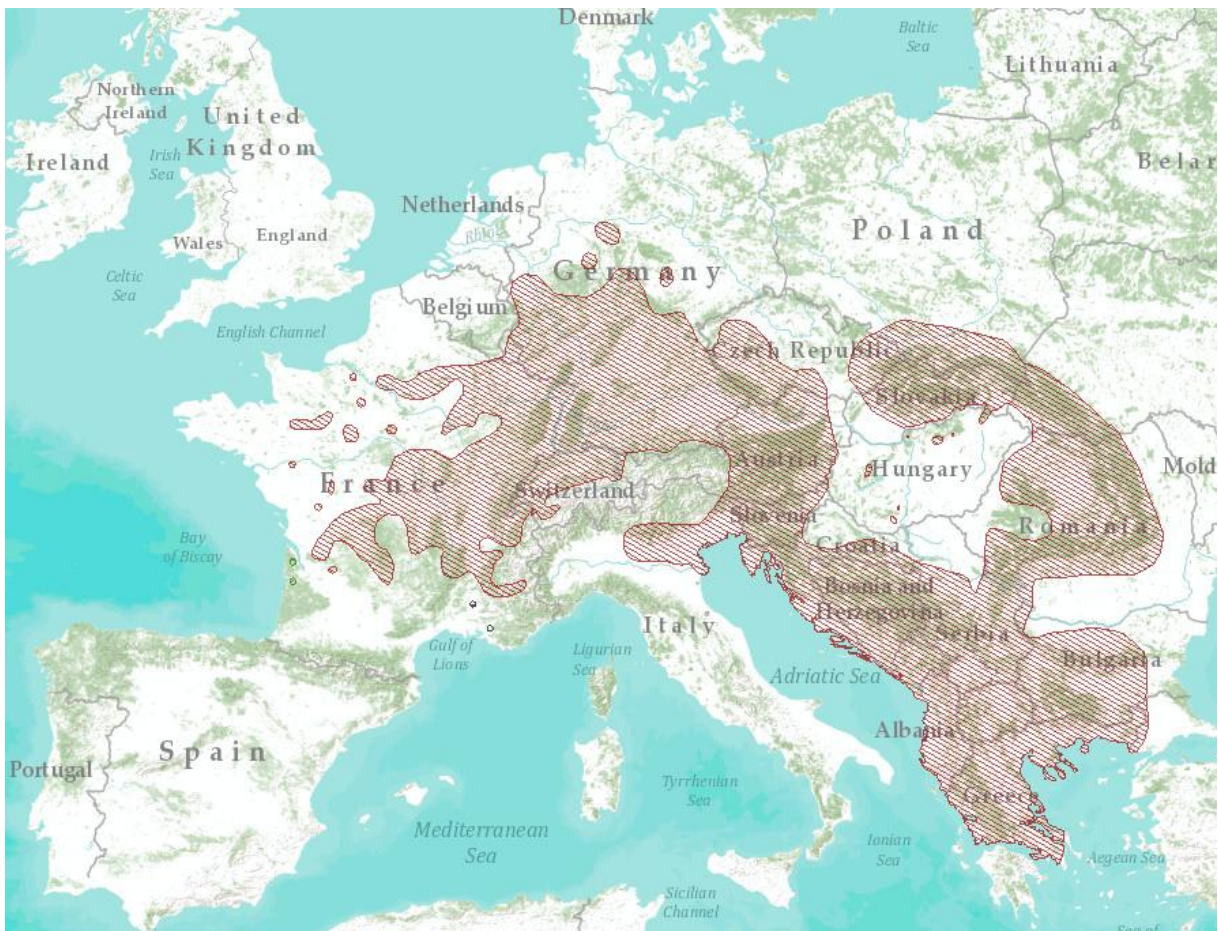 Denmark
Baltic
Sea
Lithuania
Northern
Ireland
United
Kingdom
Ireland
Irish
Sea
Belar
Netherlands
Wales
England
Rhine
Poland
Celtic
Sea
Germany
Belgium
English Channel
Czech Republic
Slovakia
Austria
Hungary
Mold
France
Switzerland
Slovenia
Romania
Bay
of Biscay
Croatia
Bosnia and
Herzegovina
Italy
Serbia
Gulf of
Lions
Ligurian
Sea
Bulgaria
Adriatic Sea
Albania
Spain
Portugal
Tyrrhenian
Sea
Greece
Mediterranean
Sea
Ionian
Sea
Aegean Sea
Sicilian
Channel
Sea of